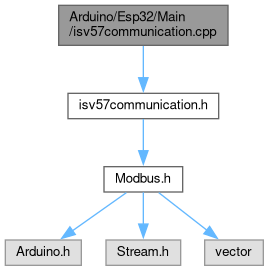 Arduino/Esp32/Main
/isv57communication.cpp
isv57communication.h
Modbus.h
Arduino.h
Stream.h
vector